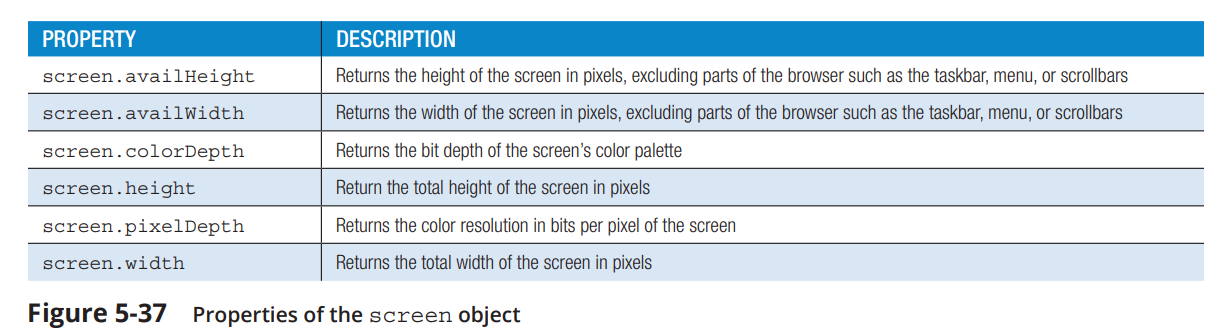 PROPERTY DESCRIPTION
screen.availHeight Returns the height of the screen in pixels, excluding parts of the browser such as the taskbar, menu, or scrollbars
screen.availWidth Returns the width of the screen in pixels, excluding parts of the browser such as the taskbar, menu, or scrollbars
screen.colorDepth Returns the bit depth of the screen’s color palette
screen.height Return the total height of the screen in pixels
screen.pixelDepth Returns the color resolution in bits per pixel of the screen
screen.width Returns the total width of the screen in pixels
Figure 5-37 Properties of the screen object